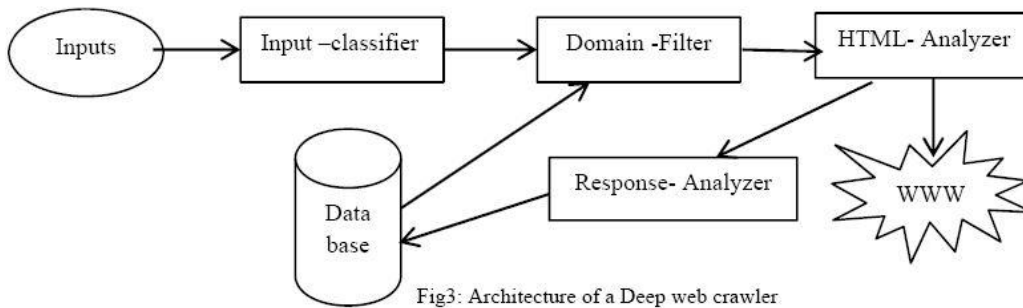 Inputs
Input –classifier
Domain -Filter
HTML- Analyzer
Response- Analyzer
WWW
Data
base
Fig3: Architecture of a Deep web crawler